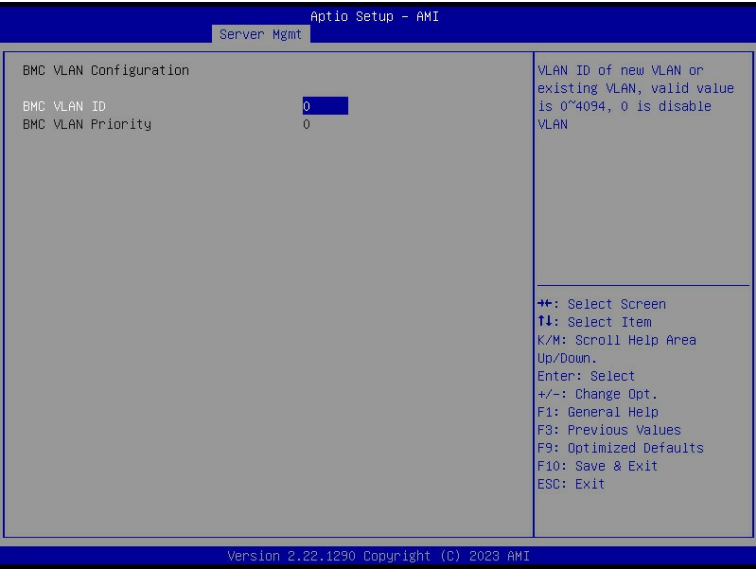 Aptio Setup – AMI
Server Mgmt
BMC VLAN Configuration
BMC VLAN ID 0
BMC VLAN Priority 0
VLAN ID of new VLAN or
existing VLAN, valid value
is 0~4094, 0 is disable
VLAN
→←: Select Screen
↑↓: Select Item
K/M: Scroll Help Area
Up/Down.
Enter: Select
+/-: Change Opt.
F1: General Help
F3: Previous Values
F9: Optimized Defaults
F10: Save & Exit
ESC: Exit
Version 2.22.1290 Copyright (C) 2023 AMI